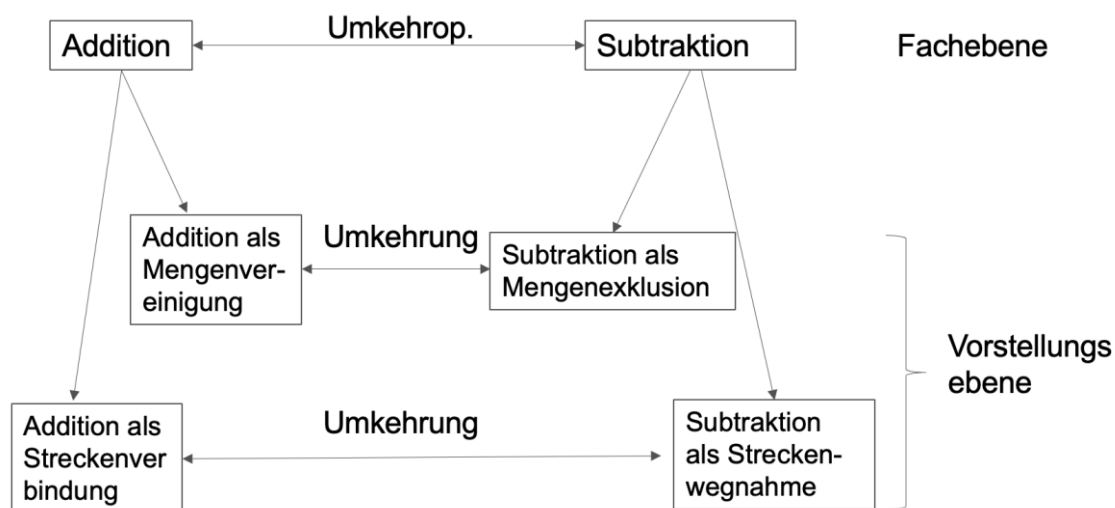 Umkehrop.
Addition
Subtraktion
Fachebene
Addition als
Mengenver-
einigung
Umkehrung
Subtraktion als
Mengenexklusion
Vorstellungs
ebene
Addition als
Streckenver
bindung
Umkehrung
Subtraktion
als Strecken-
wegnahme